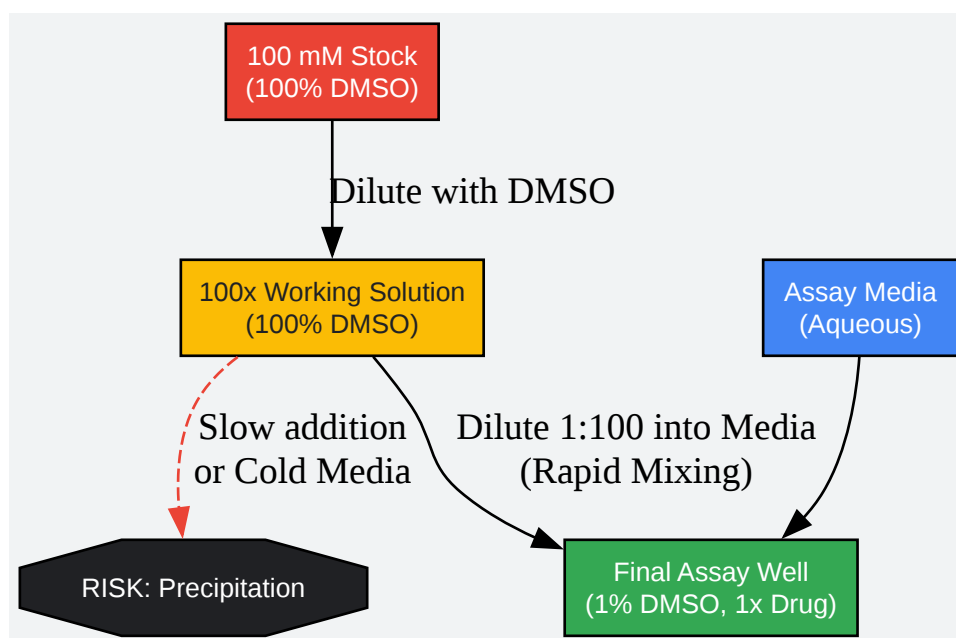 100 mM Stock
(100% DMSO)
Dilute with DMSO
100x Working Solution
(100% DMSO)
Assay Media
(Aqueous)
Slow addition
or Cold Media
Dilute 1:100 into Media
(Rapid Mixing)
RISK: Precipitation
Final Assay Well
(1% DMSO, 1x Drug)